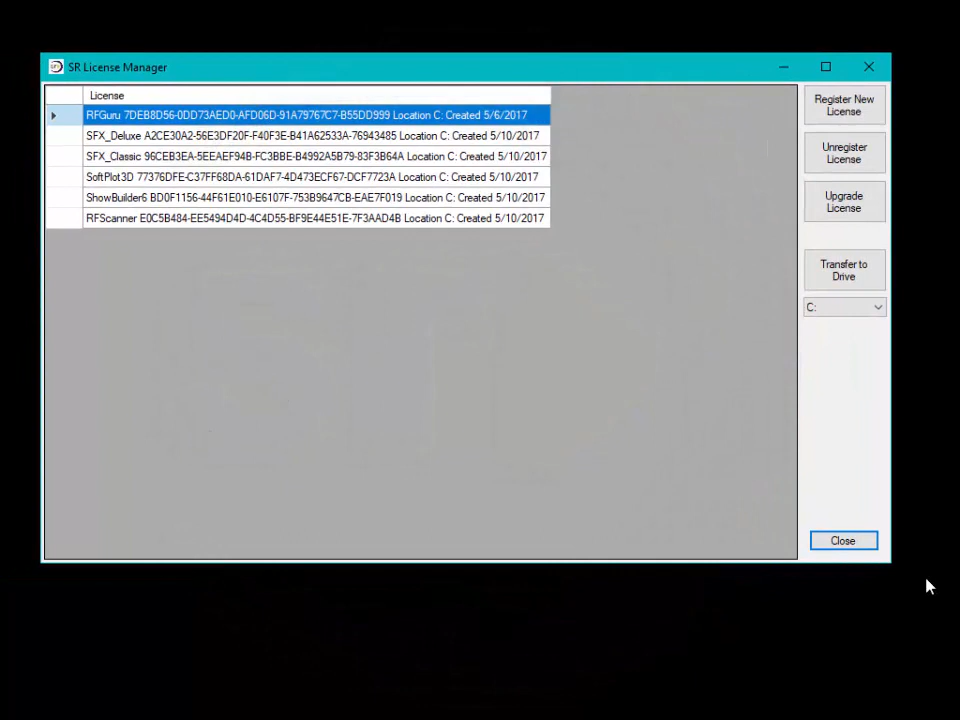 SR License Manager
License
RFGuru 7DEB8D56-0DD73AED0-AFD06D-91A79767C7-B55DD999 Location C: Created 5/6/2017
SFX_Deluxe A2CE30A2-56E3DF20F-F40F3E-B41A62533A-76943485 Location C: Created 5/10/2017
SFX_Classic 96CEB3EA-5EEAEF94B-FC3BBE-B4992A5B79-83F3B64A Location C: Created 5/10/2017
SoftPlot3D 77376DFE-C37FF68DA-61DAF7-4D473ECF67-DCF7723A Location C: Created 5/10/2017
ShowBuilder6 BD0F1156-44F61E010-E6107F-753B9647CB-EAE7F019 Location C: Created 5/10/2017
RFScanner E0C5B484-EE5494D4D-4C4D55-BF9E44E51E-7F3AAD4B Location C: Created 5/10/2017
Register New
License
Unregister
License
Upgrade
License
Transfer to
Drive
C:
Close